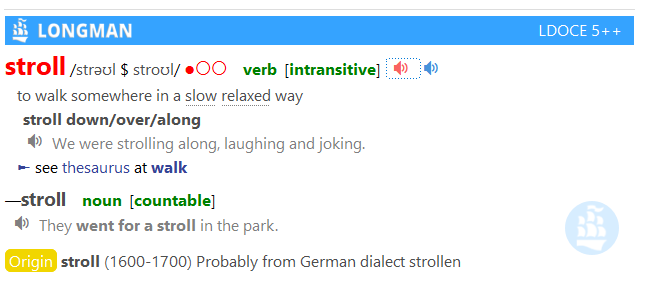 LONGMAN LDOCE 5++
stroll /strəʊl $ stroʊl/ ●○○ verb [intransitive]
to walk somewhere in a slow relaxed way
stroll down/over/along
We were strolling along, laughing and joking.
► see thesaurus at walk
—stroll noun [countable]
They went for a stroll in the park.
Origin stroll (1600-1700) Probably from German dialect strollen